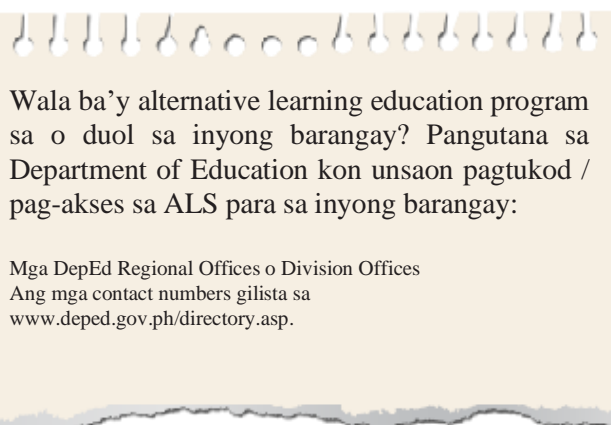 Wala ba’y alternative learning education program
sa o duol sa inyong barangay? Pangutana sa
Department of Education kon unsaon pagtukod /
pag-akses sa ALS para sa inyong barangay:
Mga DepEd Regional Offices o Division Offices
Ang mga contact numbers gilista sa
www.deped.gov.ph/directory.asp.